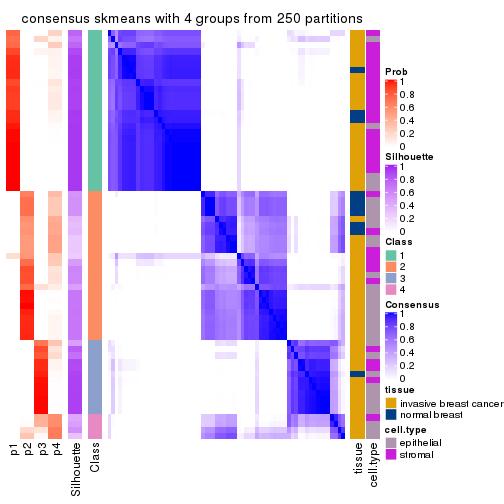 consensus skmeans with 4 groups from 250 partitions
Prob
1
0.8
0.6
0.4
0.2
0
Silhouette
1
0.8
0.6
0.4
0.2
0
Class
1
2
3
4
Consensus
1
0.8
0.6
0.4
0.2
0
tissue
invasive breast cancer
normal breast
cell.type
epithelial
stromal
p1
p2
p3
p4
Silhouette
Class
tissue
cell.type